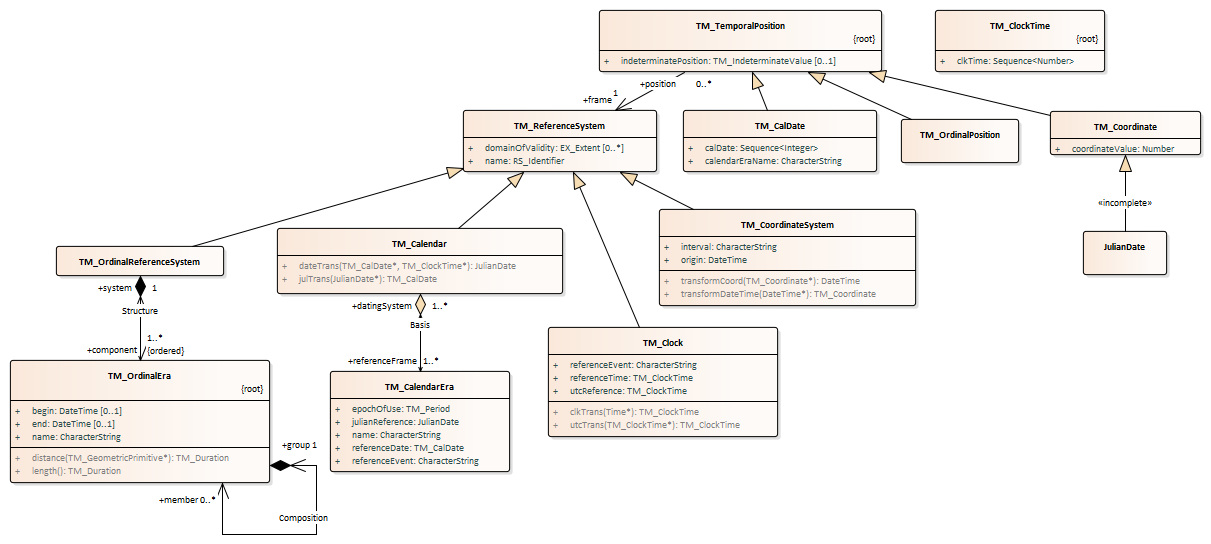 TM_TemporalPosition
{root}
+ indeterminatePosition: TM_IndeterminateValue [0..1]
TM_ClockTime
{root}
+ clkTime: Sequence<Number>
+position
0..*
1
+frame
TM_ReferenceSystem
+ domainOfValidity: EX_Extent [0..*]
+ name: RS_Identifier
TM_CalDate
+ calDate: Sequence<Integer>
+ calendarEraName: CharacterString
TM_OrdinalPosition
TM_Coordinate
+ coordinateValue: Number
«incomplete»
JulianDate
TM_OrdinalReferenceSystem
TM_Calendar
+ dateTrans(TM_CalDate*, TM_ClockTime*): JulianDate
+ julTrans(JulianDate*): TM_CalDate
TM_CoordinateSystem
+ interval: CharacterString
+ origin: DateTime
+ transformCoord(TM_Coordinate*): DateTime
+ transformDateTime(DateTime*): TM_Coordinate
+system 1
Structure
1..*
+component {ordered}
+datingSystem 1..*
Basis
+referenceFrame 1..*
TM_Clock
+ referenceEvent: CharacterString
+ referenceTime: TM_ClockTime
+ utcReference: TM_ClockTime
+ clkTrans(Time*): TM_ClockTime
+ utcTrans(TM_ClockTime*): TM_ClockTime
TM_OrdinalEra
{root}
+ begin: DateTime [0..1]
+ end: DateTime [0..1]
+ name: CharacterString
+ distance(TM_GeometricPrimitive*): TM_Duration
+ length(): TM_Duration
TM_CalendarEra
+ epochOfUse: TM_Period
+ julianReference: JulianDate
+ name: CharacterString
+ referenceDate: TM_CalDate
+ referenceEvent: CharacterString
+group 1
+member 0..*
Composition